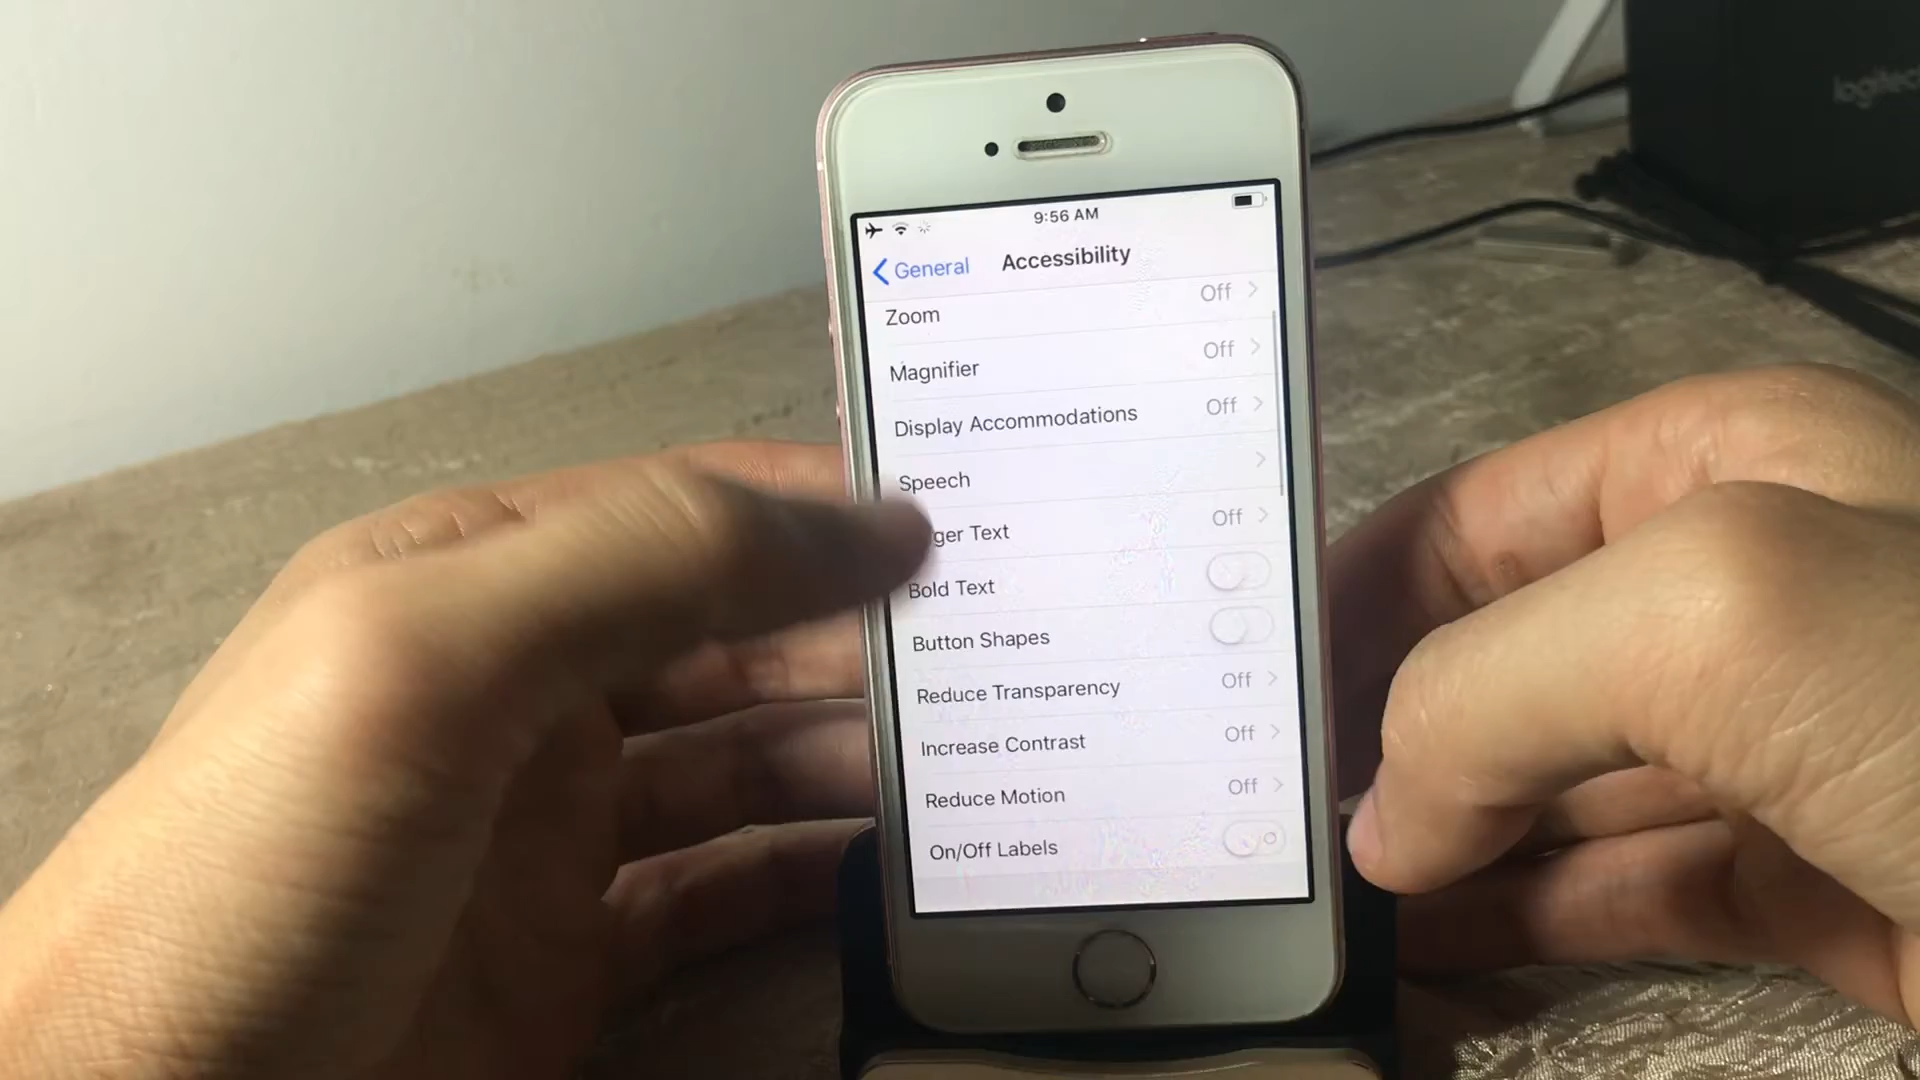 logitech
9:56 AM
General
Accessibility
Zoom Off
Magnifier Off
Display Accommodations Off
Speech
ger Text Off
Bold Text
Button Shapes
Reduce Transparency Off
Increase Contrast Off
Reduce Motion Off
On/Off Labels